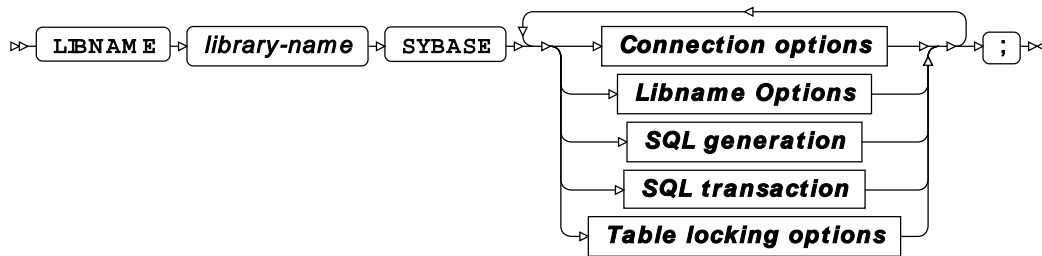 LIBNAME library-name SYBASE Connection options ;
Libname Options
SQL generation
SQL transaction
Table locking options